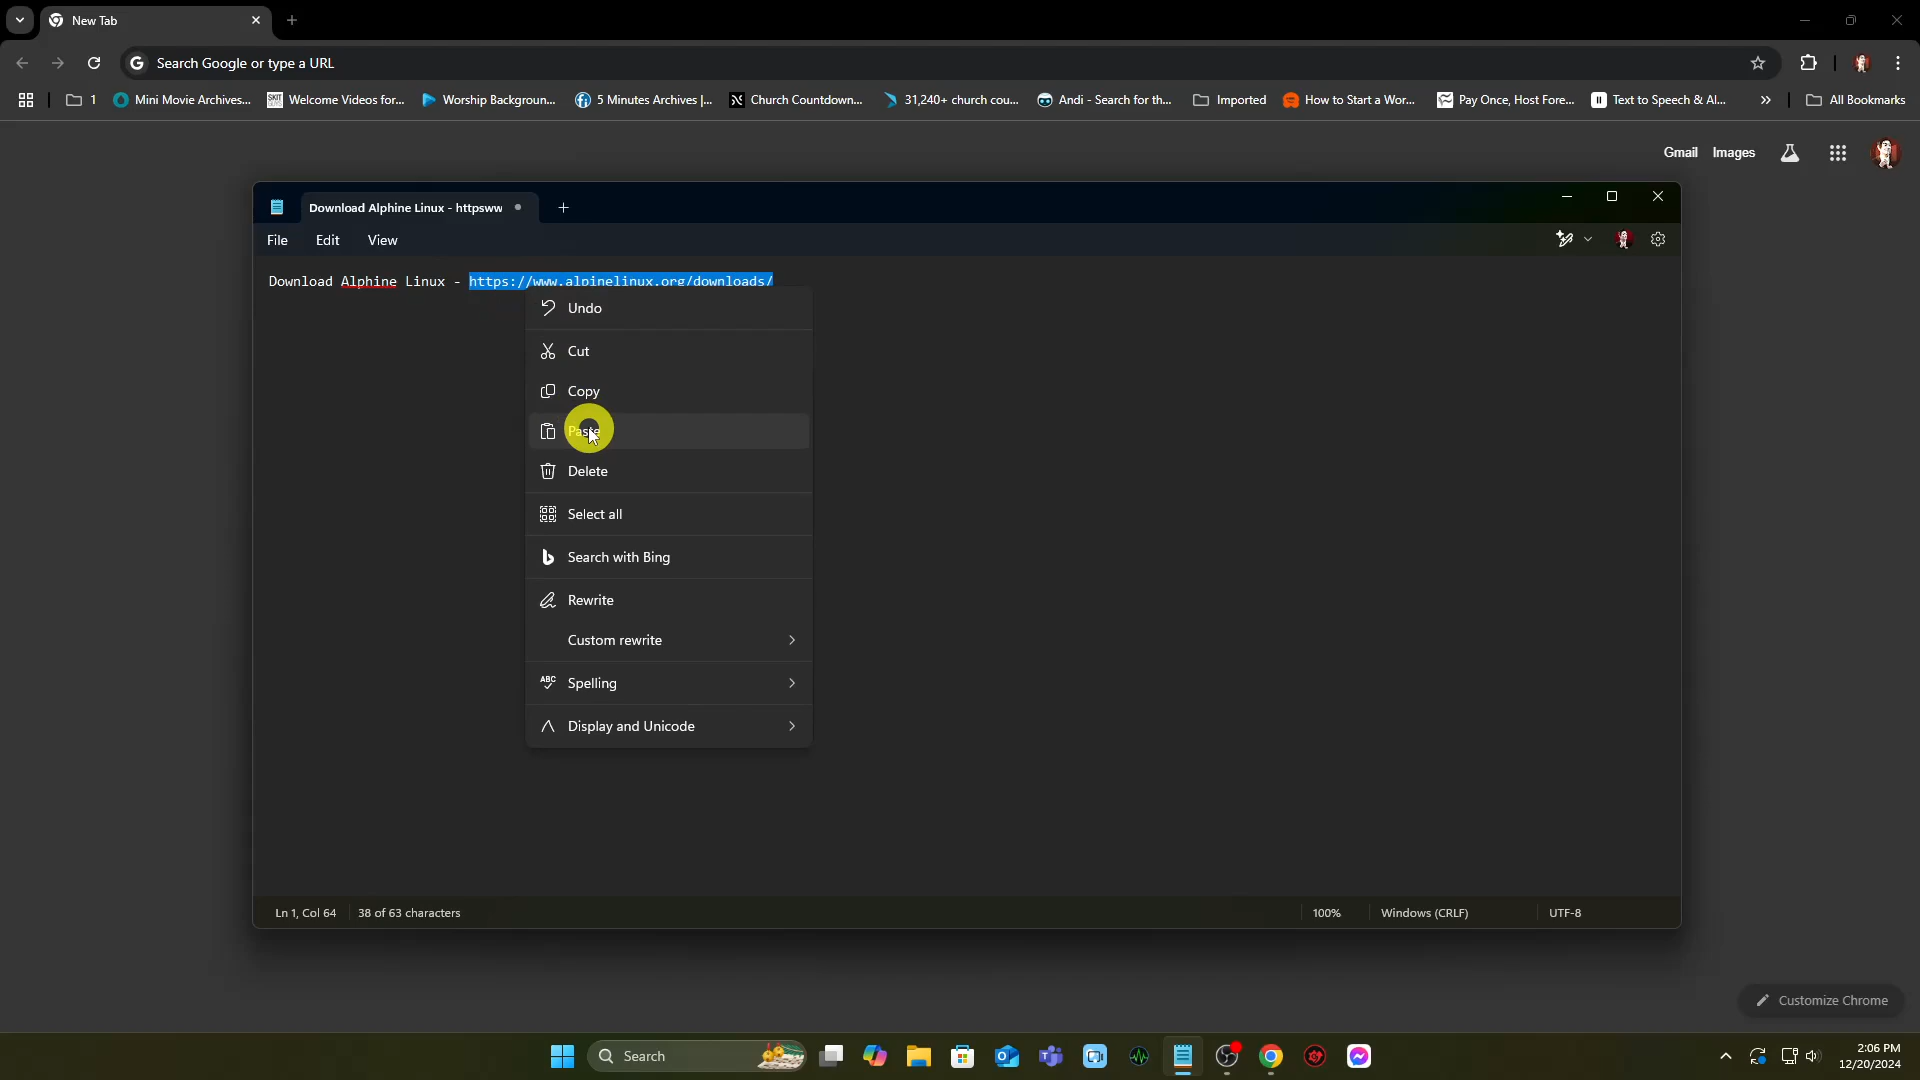 New Tab
Search Google or type a URL
1
Mini Movie Archives...
Welcome Videos for...
Worship Backgroun...
5 Minutes Archives |...
Church Countdown...
31,240+ church cou...
Andi - Search for th...
Imported
How to Start a Wor...
Pay Once, Host Fore...
Text to Speech & AI...
All Bookmarks
Gmail Images
Download Alphine Linux - httpsww
File Edit View
Download Alphine Linux - https://www.alpinelinux.org/downloads/
Undo
Cut
Copy
Paste
Delete
Select all
Search with Bing
Rewrite
Custom rewrite
Spelling
Display and Unicode
Ln 1, Col 64 38 of 63 characters 100% Windows (CRLF) UTF-8
Customize Chrome
Search
2:06 PM
12/20/2024